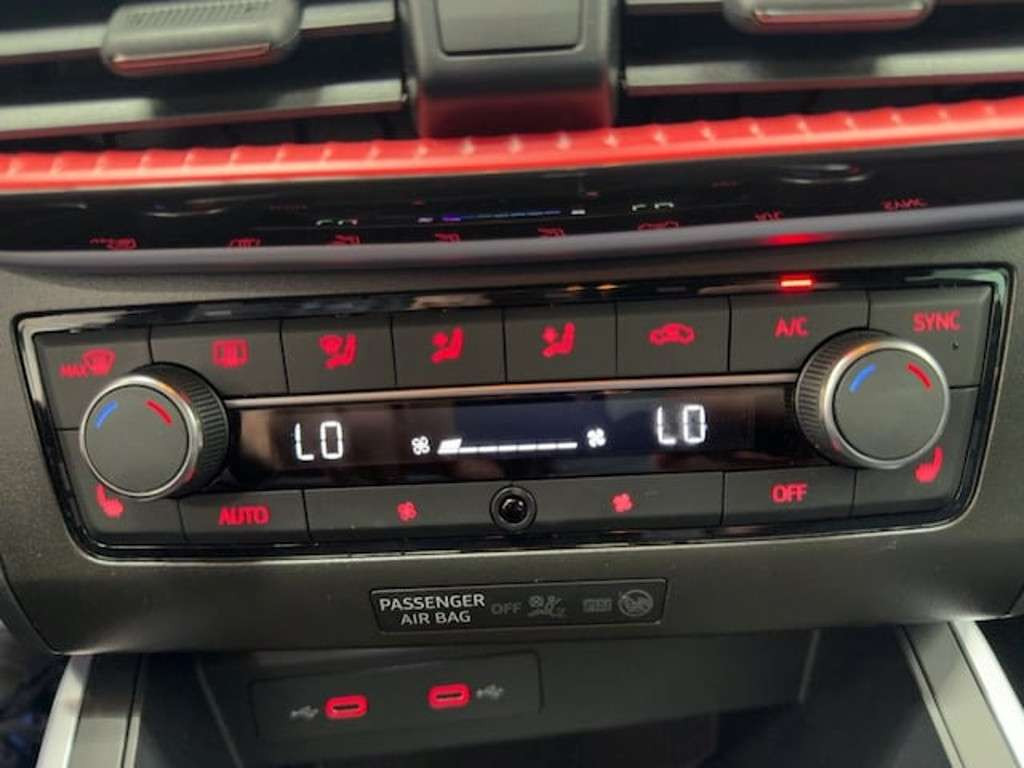 MAX
A/C
SYNC
LO
LO
AUTO
OFF
PASSENGER
AIR BAG
OFF